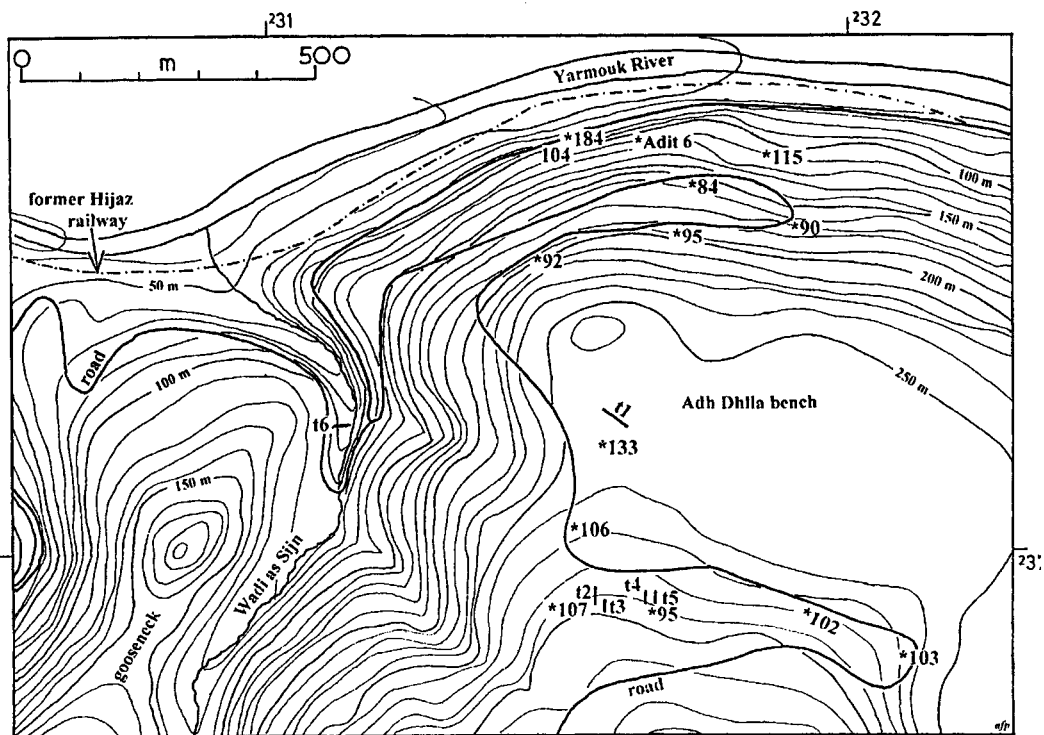 ²31
²32
0 500
m
Yarmouk River
*184
104
*Adit 6
*115
100 m
former Hijaz
railway
*84
150 m
*90
*95
*92
200 m
50 m
road
100 m
250 m
Adh Dhlla bench
t1
*133
t6
150 m
*106
²37
Wadi as Sijn
t2 t4
t3 t5
*107 *95
*102
gooseneck
*103
road